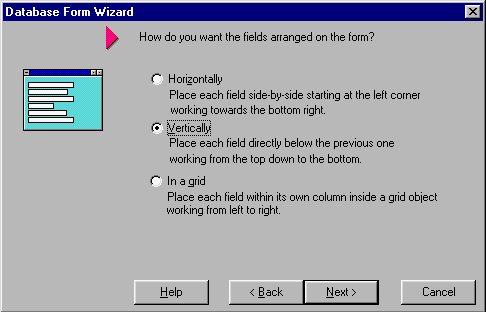 Database Form Wizard
How do you want the fields arranged on the form?
Horizontally
Place each field side-by-side starting at the left corner
working towards the bottom right.
Vertically
Place each field directly below the previous one
working from the top down to the bottom.
In a grid
Place each field within its own column inside a grid object
working from left to right.
Help
< Back
Next >
Cancel